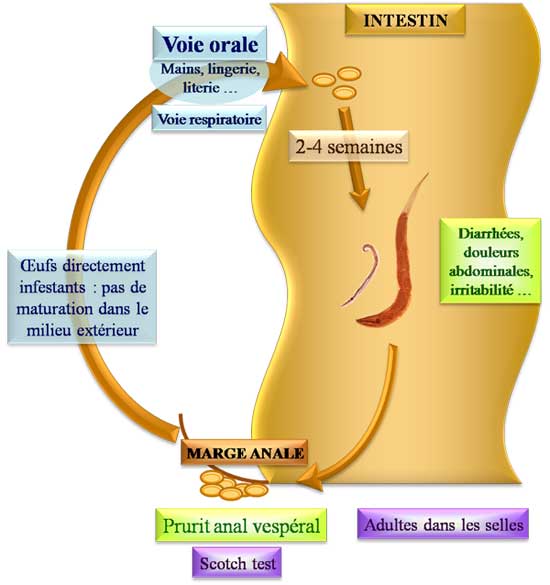 INTESTIN
Voie orale
Mains, lingerie,
literie ...
Voie respiratoire
2-4 semaines
Diarrhées,
douleurs
abdominales,
irritabilité ...
Œufs directement
infestants : pas de
maturation dans le
milieu extérieur
MARGE ANALE
Prurit anal vespéral
Adultes dans les selles
Scotch test